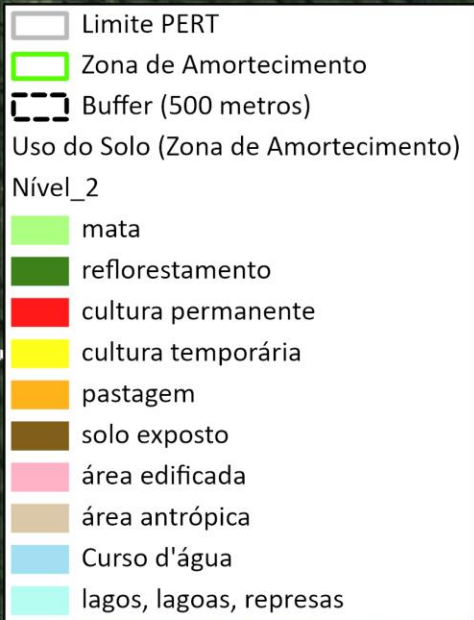 Limite PERT
Zona de Amortecimento
Buffer (500 metros)
Uso do Solo (Zona de Amortecimento)
Nível_2
mata
reflorestamento
cultura permanente
cultura temporária
pastagem
solo exposto
área edificada
área antrópica
Curso d'água
lagos, lagoas, represas